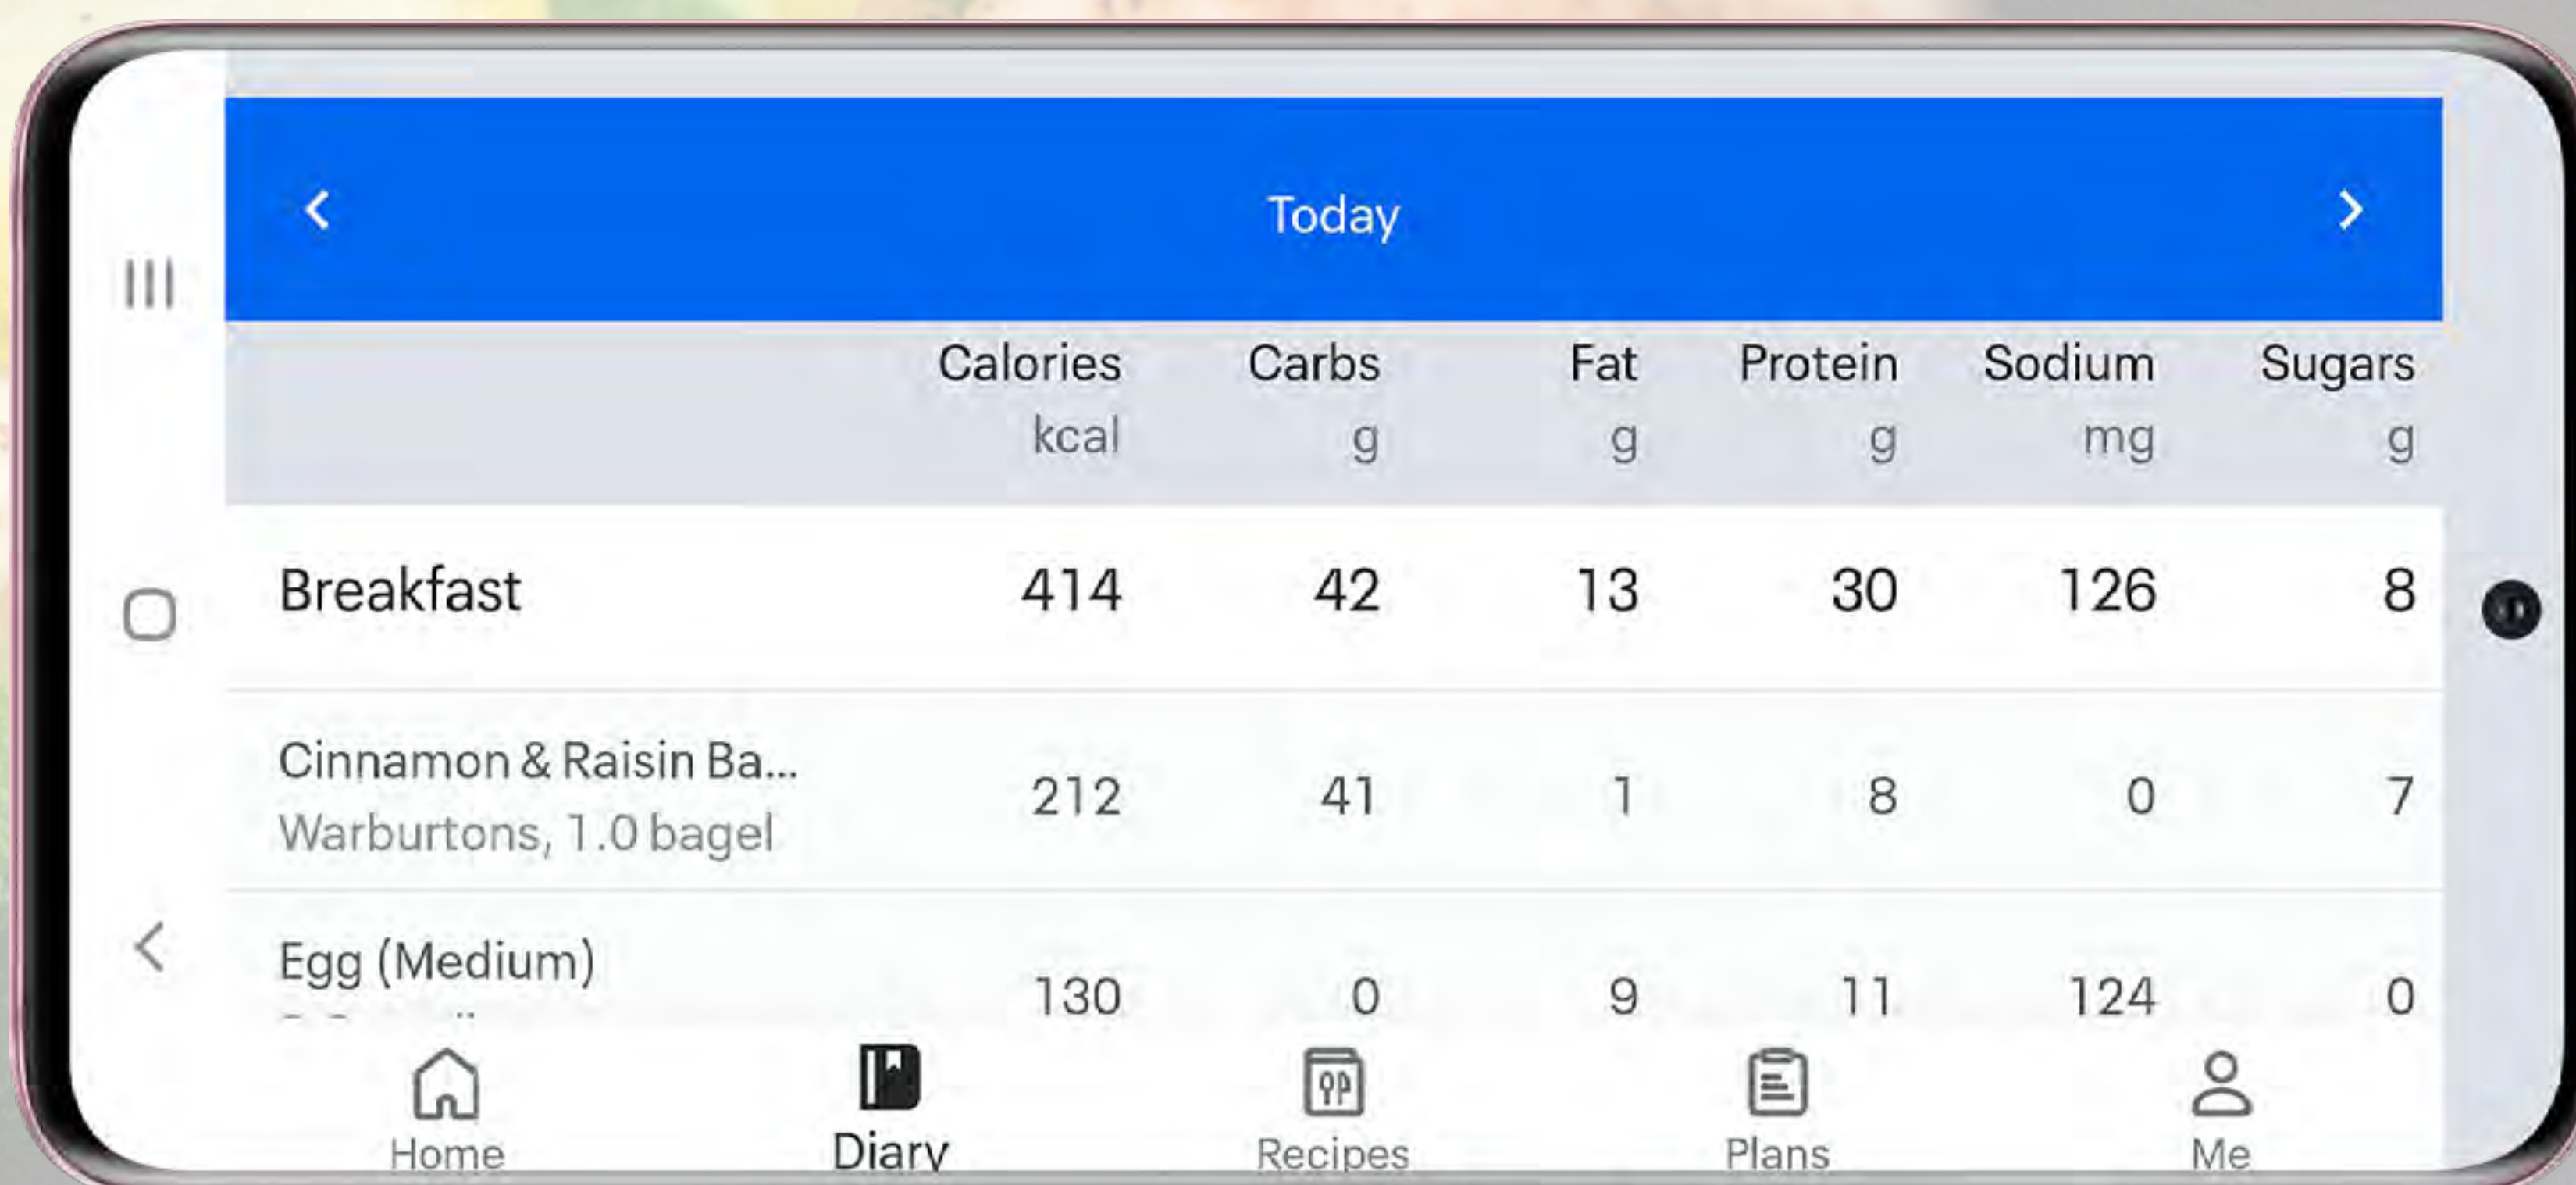 Today
Calories Carbs Fat Protein Sodium Sugars
kcal g g g mg g
Breakfast 414 42 13 30 126 8
Cinnamon & Raisin Ba...
212 41 1 8 0 7
Warburtons, 1.0 bagel
Egg (Medium)
130 0 9 11 124 0
Home Diary Recipes Plans Me